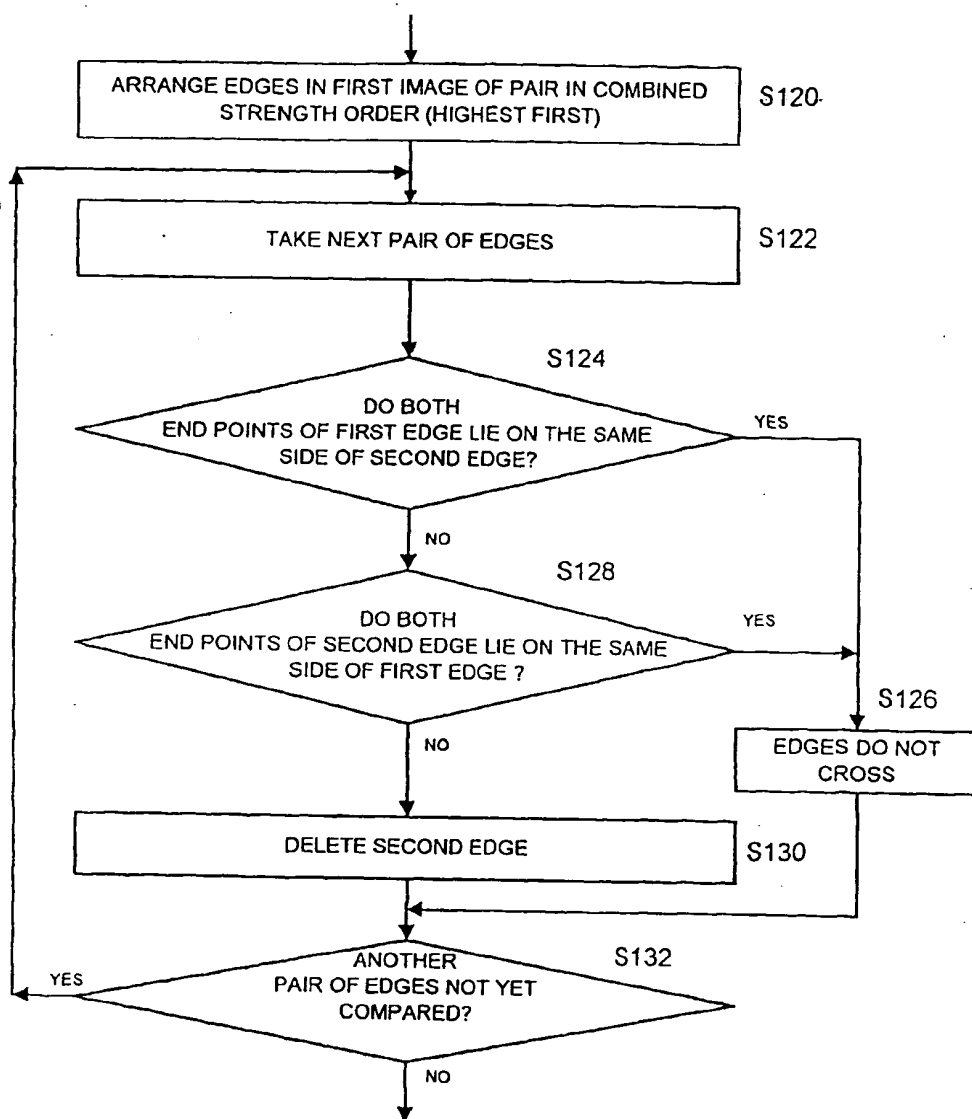 ARRANGE EDGES IN FIRST IMAGE OF PAIR IN COMBINED
STRENGTH ORDER (HIGHEST FIRST)
S120
TAKE NEXT PAIR OF EDGES
S122
S124
DO BOTH
END POINTS OF FIRST EDGE LIE ON THE SAME
SIDE OF SECOND EDGE?
YES
NO
S128
DO BOTH
END POINTS OF SECOND EDGE LIE ON THE SAME
SIDE OF FIRST EDGE ?
YES
NO
S126
EDGES DO NOT
CROSS
DELETE SECOND EDGE
S130
S132
ANOTHER
PAIR OF EDGES NOT YET
COMPARED?
YES
NO